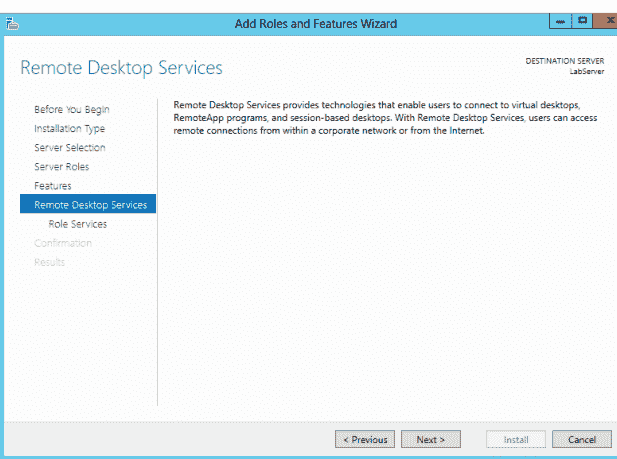 Add Roles and Features Wizard
Remote Desktop Services
DESTINATION SERVER
LabServer
Before You Begin
Installation Type
Server Selection
Server Roles
Features
Remote Desktop Services
Role Services
Confirmation
Results
Remote Desktop Services provides technologies that enable users to connect to virtual desktops,
RemoteApp programs, and session-based desktops. With Remote Desktop Services, users can access
remote connections from within a corporate network or from the Internet.
< Previous
Next >
Install
Cancel